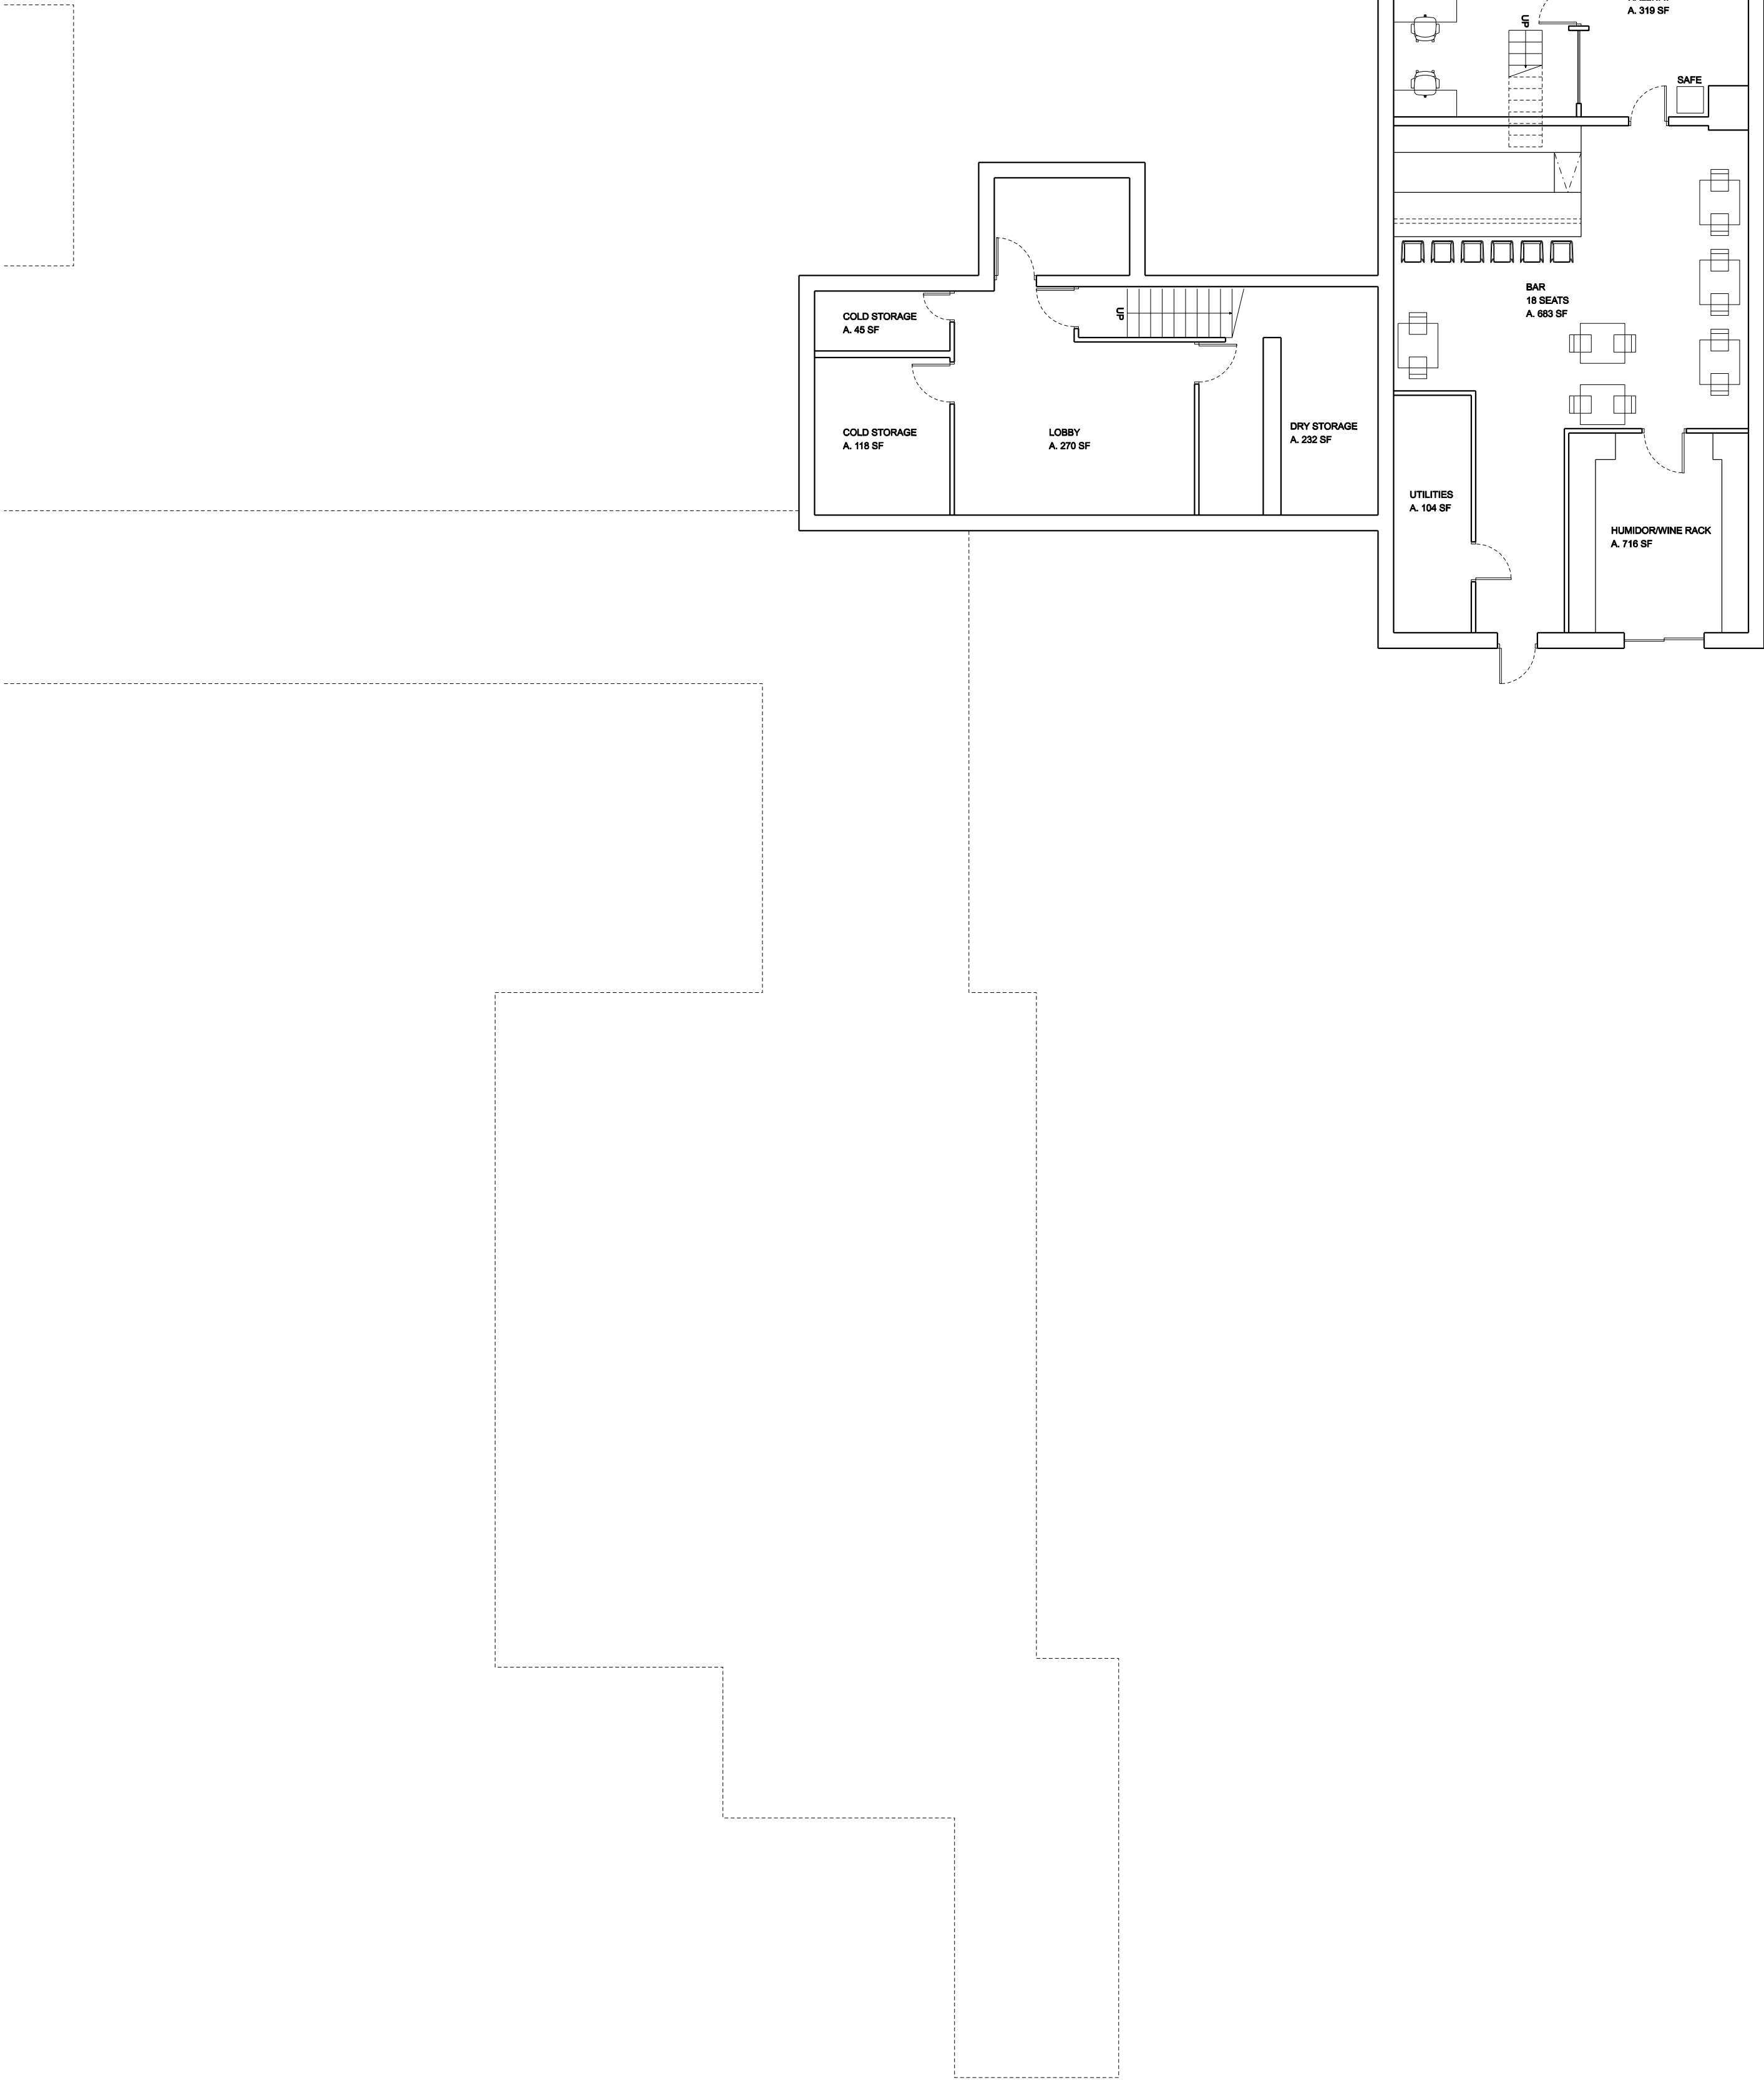 A. 319 SF
UP
SAFE
BAR
18 SEATS
A. 683 SF
COLD STORAGE
A. 45 SF
UP
COLD STORAGE
A. 118 SF
LOBBY
A. 270 SF
DRY STORAGE
A. 232 SF
UTILITIES
A. 104 SF
HUMIDOR/WINE RACK
A. 716 SF